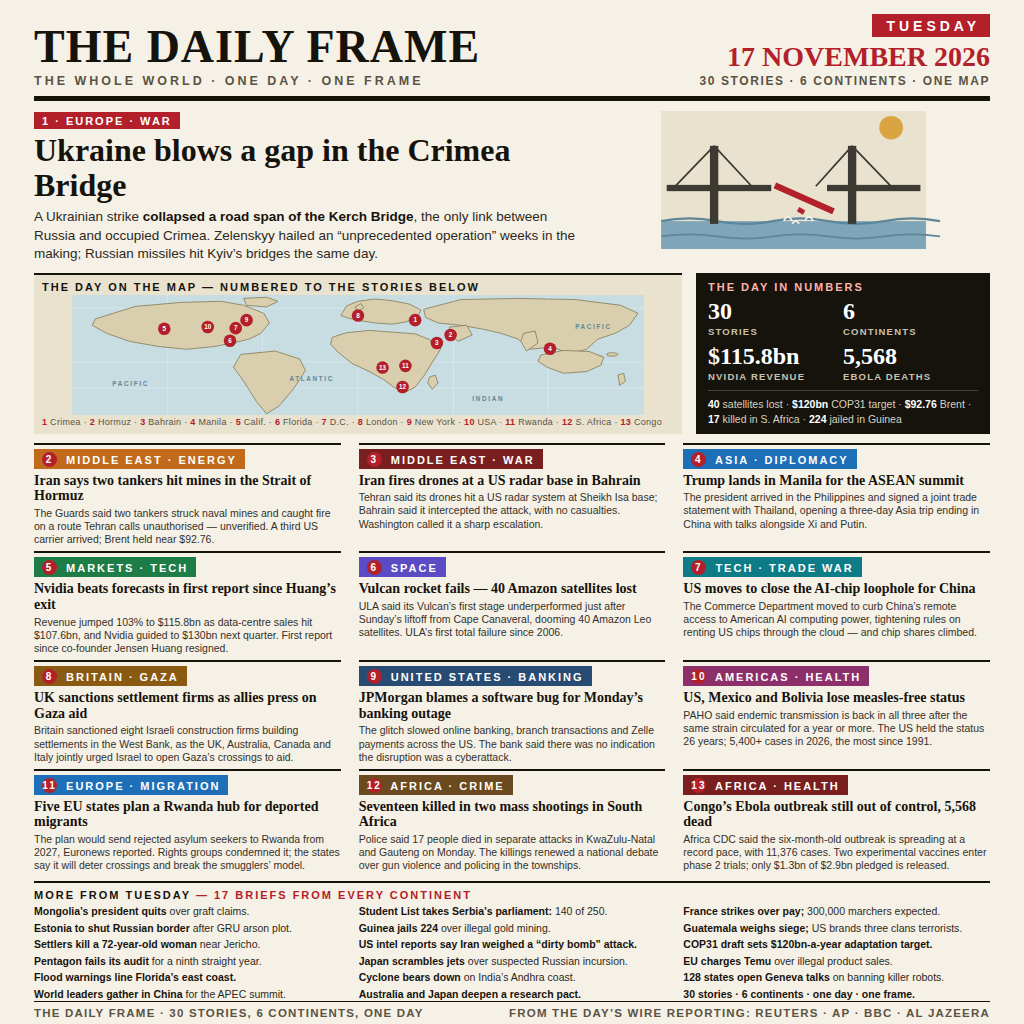 THE DAILY FRAME
THE WHOLE WORLD · ONE DAY · ONE FRAME
TUESDAY
17 NOVEMBER 2026
30 STORIES · 6 CONTINENTS · ONE MAP
1 · EUROPE · WAR
Ukraine blows a gap in the Crimea
Bridge
A Ukrainian strike collapsed a road span of the Kerch Bridge, the only link between
Russia and occupied Crimea. Zelenskyy hailed an “unprecedented operation” weeks in the
making; Russian missiles hit Kyiv’s bridges the same day.
THE DAY ON THE MAP — NUMBERED TO THE STORIES BELOW
8
9
1
10
7
5
2
6
3
4
PACIFIC
13
11
12
PACIFIC
ATLANTIC
INDIAN
1 Crimea · 2 Hormuz · 3 Bahrain · 4 Manila · 5 Calif. · 6 Florida · 7 D.C. · 8 London · 9 New York · 10 USA · 11 Rwanda · 12 S. Africa · 13 Congo
THE DAY IN NUMBERS
30
STORIES
6
CONTINENTS
$115.8bn
NVIDIA REVENUE
5,568
EBOLA DEATHS
40 satellites lost · $120bn COP31 target · $92.76 Brent ·
17 killed in S. Africa · 224 jailed in Guinea
2 MIDDLE EAST · ENERGY
Iran says two tankers hit mines in the Strait of
Hormuz
The Guards said two tankers struck naval mines and caught fire
on a route Tehran calls unauthorised — unverified. A third US
carrier arrived; Brent held near $92.76.
3 MIDDLE EAST · WAR
Iran fires drones at a US radar base in Bahrain
Tehran said its drones hit a US radar system at Sheikh Isa base;
Bahrain said it intercepted the attack, with no casualties.
Washington called it a sharp escalation.
4 ASIA · DIPLOMACY
Trump lands in Manila for the ASEAN summit
The president arrived in the Philippines and signed a joint trade
statement with Thailand, opening a three-day Asia trip ending in
China with talks alongside Xi and Putin.
5 MARKETS · TECH
Nvidia beats forecasts in first report since Huang’s
exit
Revenue jumped 103% to $115.8bn as data-centre sales hit
$107.6bn, and Nvidia guided to $130bn next quarter. First report
since co-founder Jensen Huang resigned.
6 SPACE
Vulcan rocket fails — 40 Amazon satellites lost
ULA said its Vulcan’s first stage underperformed just after
Sunday’s liftoff from Cape Canaveral, dooming 40 Amazon Leo
satellites. ULA’s first total failure since 2006.
7 TECH · TRADE WAR
US moves to close the AI-chip loophole for China
The Commerce Department moved to curb China’s remote
access to American AI computing power, tightening rules on
renting US chips through the cloud — and chip shares climbed.
8 BRITAIN · GAZA
UK sanctions settlement firms as allies press on
Gaza aid
Britain sanctioned eight Israeli construction firms building
settlements in the West Bank, as the UK, Australia, Canada and
Italy jointly urged Israel to open Gaza’s crossings to aid.
9 UNITED STATES · BANKING
JPMorgan blames a software bug for Monday’s
banking outage
The glitch slowed online banking, branch transactions and Zelle
payments across the US. The bank said there was no indication
the disruption was a cyberattack.
10 AMERICAS · HEALTH
US, Mexico and Bolivia lose measles-free status
PAHO said endemic transmission is back in all three after the
same strain circulated for a year or more. The US held the status
26 years; 5,400+ cases in 2026, the most since 1991.
11 EUROPE · MIGRATION
Five EU states plan a Rwanda hub for deported
migrants
The plan would send rejected asylum seekers to Rwanda from
2027, Euronews reported. Rights groups condemned it; the states
say it will deter crossings and break the smugglers’ model.
12 AFRICA · CRIME
Seventeen killed in two mass shootings in South
Africa
Police said 17 people died in separate attacks in KwaZulu-Natal
and Gauteng on Monday. The killings renewed a national debate
over gun violence and policing in the townships.
13 AFRICA · HEALTH
Congo’s Ebola outbreak still out of control, 5,568
dead
Africa CDC said the six-month-old outbreak is spreading at a
record pace, with 11,376 cases. Two experimental vaccines enter
phase 2 trials; only $1.3bn of $2.9bn pledged is released.
MORE FROM TUESDAY — 17 BRIEFS FROM EVERY CONTINENT
Mongolia’s president quits over graft claims.
Estonia to shut Russian border after GRU arson plot.
Settlers kill a 72-year-old woman near Jericho.
Pentagon fails its audit for a ninth straight year.
Flood warnings line Florida’s east coast.
World leaders gather in China for the APEC summit.
Student List takes Serbia’s parliament: 140 of 250.
Guinea jails 224 over illegal gold mining.
US intel reports say Iran weighed a “dirty bomb” attack.
Japan scrambles jets over suspected Russian incursion.
Cyclone bears down on India’s Andhra coast.
Australia and Japan deepen a research pact.
France strikes over pay; 300,000 marchers expected.
Guatemala weighs siege; US brands three clans terrorists.
COP31 draft sets $120bn-a-year adaptation target.
EU charges Temu over illegal product sales.
128 states open Geneva talks on banning killer robots.
30 stories · 6 continents · one day · one frame.
THE DAILY FRAME · 30 STORIES, 6 CONTINENTS, ONE DAY
FROM THE DAY’S WIRE REPORTING: REUTERS · AP · BBC · AL JAZEERA